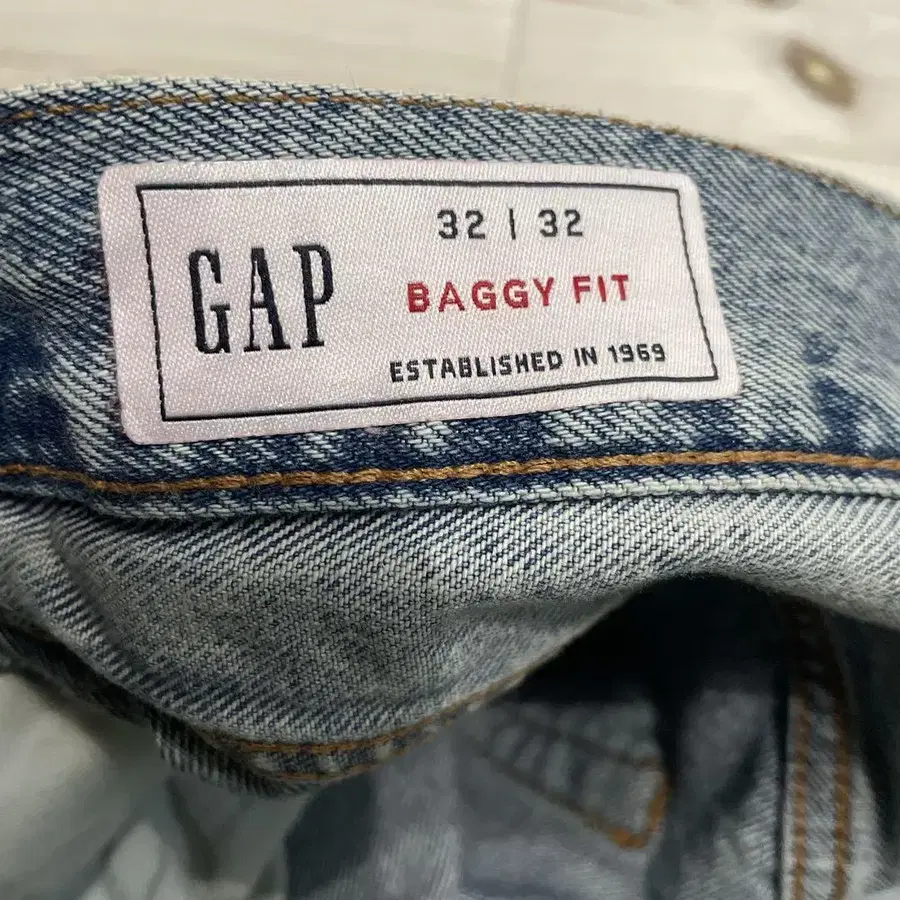 GAP
32 | 32
BAGGY FIT
ESTABLISHED IN 1969